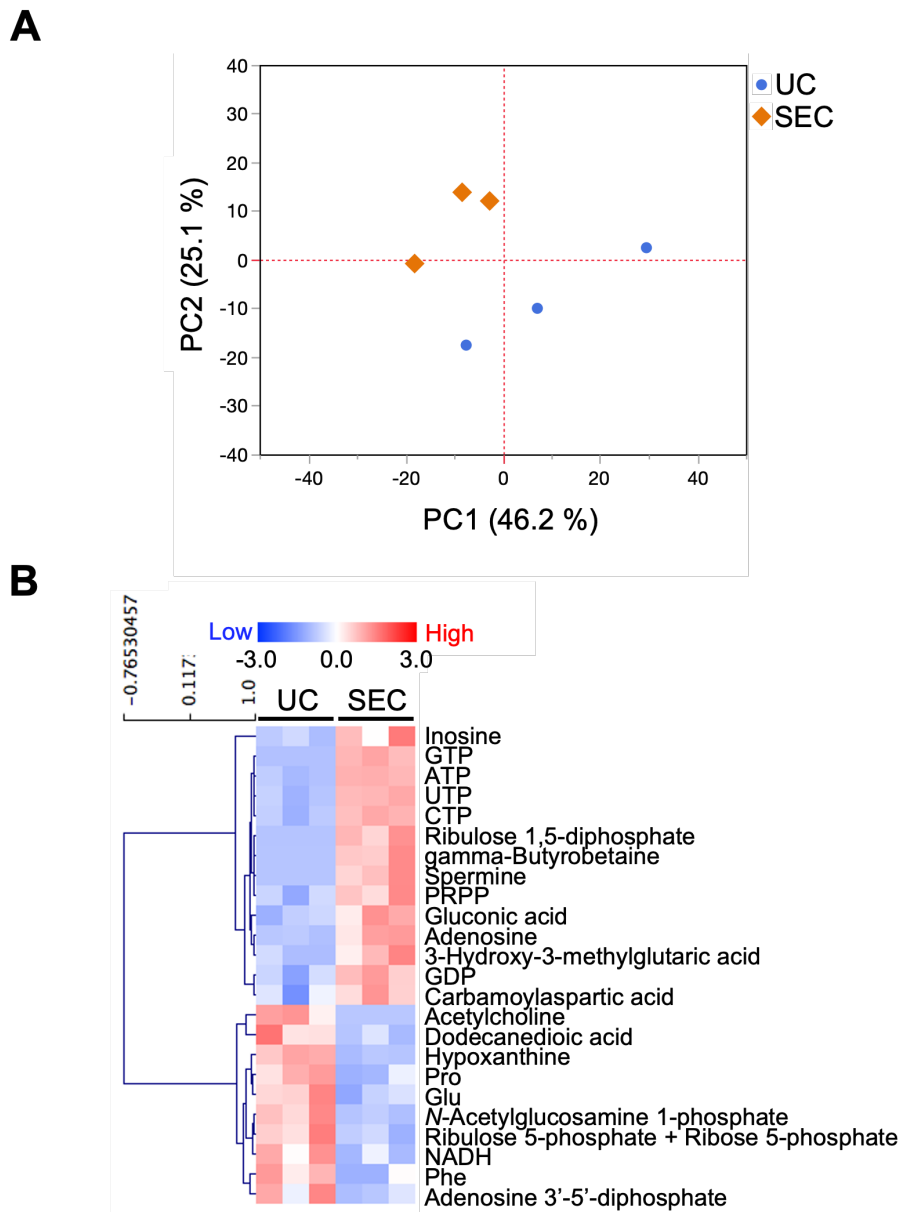 A
UC
SEC
40
30
20
10
0
-10
-20
-30
-40
PC2 (25.1 %)
-40 -20 0 20 40
PC1 (46.2 %)
B
-0.76530457
0.117
1.0
Low High
-3.0 0.0 3.0
UC SEC
Inosine
GTP
ATP
UTP
CTP
Ribulose 1,5-diphosphate
gamma-Butyrobetaine
Spermine
PRPP
Gluconic acid
Adenosine
3-Hydroxy-3-methylglutaric acid
GDP
Carbamoylaspartic acid
Acetylcholine
Dodecanedioic acid
Hypoxanthine
Pro
Glu
N-Acetylglucosamine 1-phosphate
Ribulose 5-phosphate + Ribose 5-phosphate
NADH
Phe
Adenosine 3’-5’-diphosphate